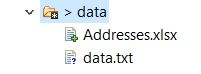 > data
Addresses.xlsx
data.txt